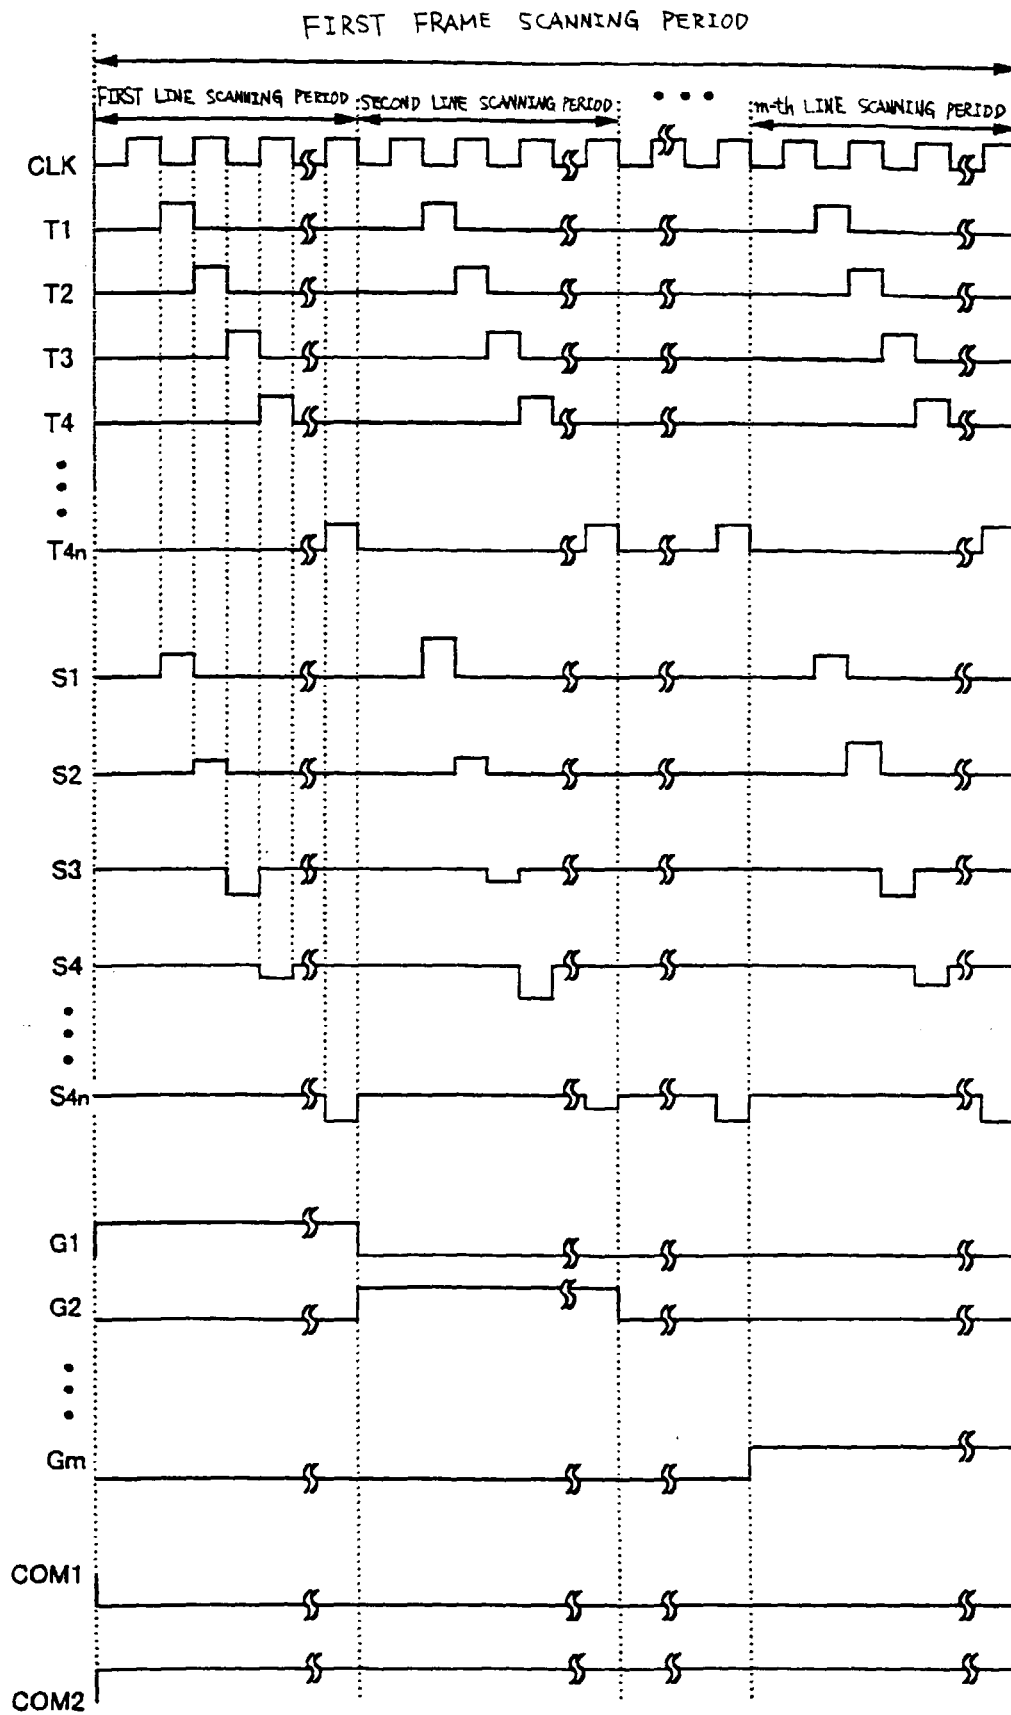 FIRST FRAME SCANNING PERIOD
FIRST LINE SCANNING PERIOD SECOND LINE SCANNING PERIOD • • • m-th LINE SCANNING PERIOD
CLK
T1
T2
T3
T4
T4n
S1
S2
S3
S4
S4n
G1
G2
Gm
COM1
COM2